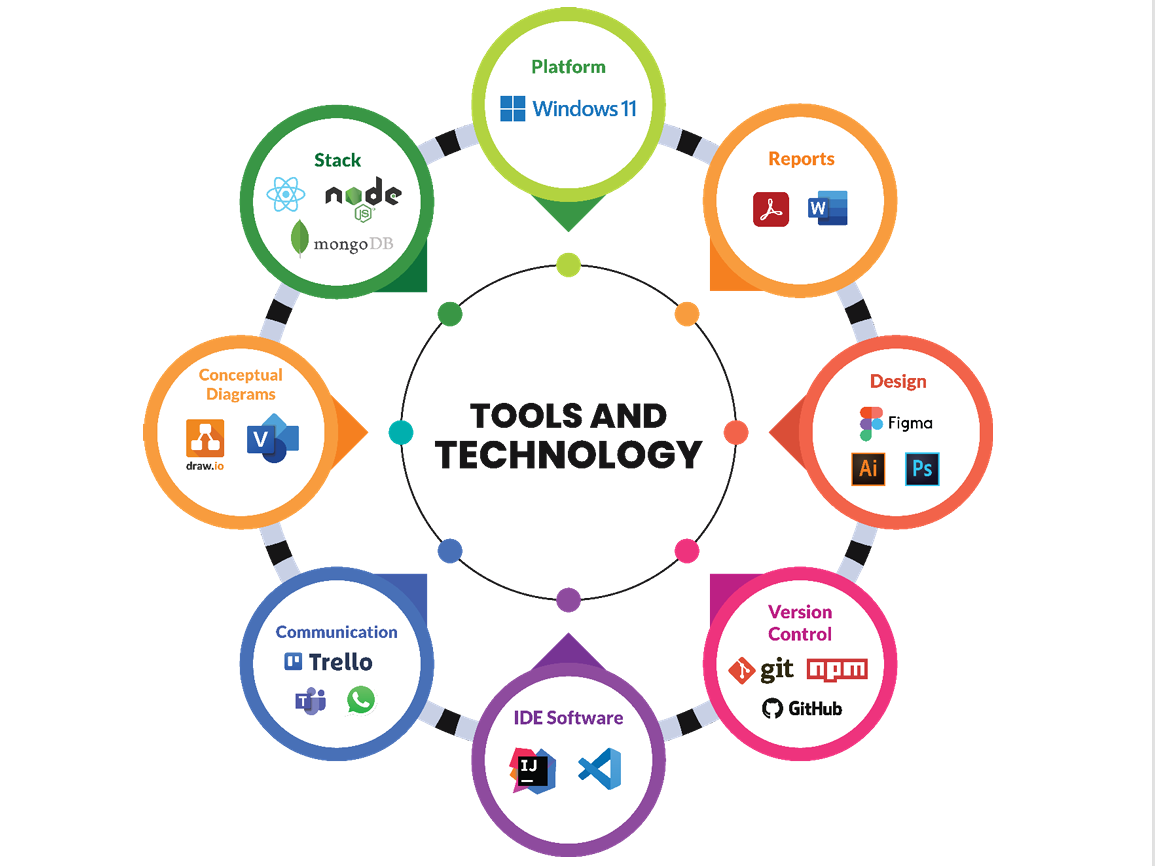 Platform
Windows 11
Reports
W
Design
Figma
Ai
Ps
Version
Control
git
npm
GitHub
IDE Software
IJ
Communication
Trello
T
Conceptual
Diagrams
draw.io
V
Stack
node
JS
mongoDB
TOOLS AND
TECHNOLOGY